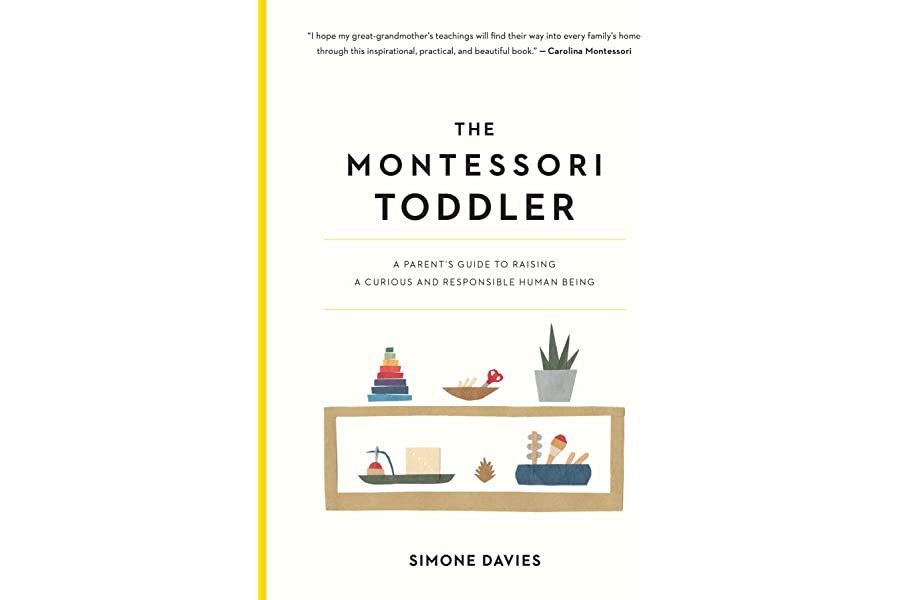 “I hope my great-grandmother’s teachings will find their way into every family’s home
through this inspirational, practical, and beautiful book.” — Carolina Montessori
THE
MONTESSORI
TODDLER
A PARENT’S GUIDE TO RAISING
A CURIOUS AND RESPONSIBLE HUMAN BEING
SIMONE DAVIES